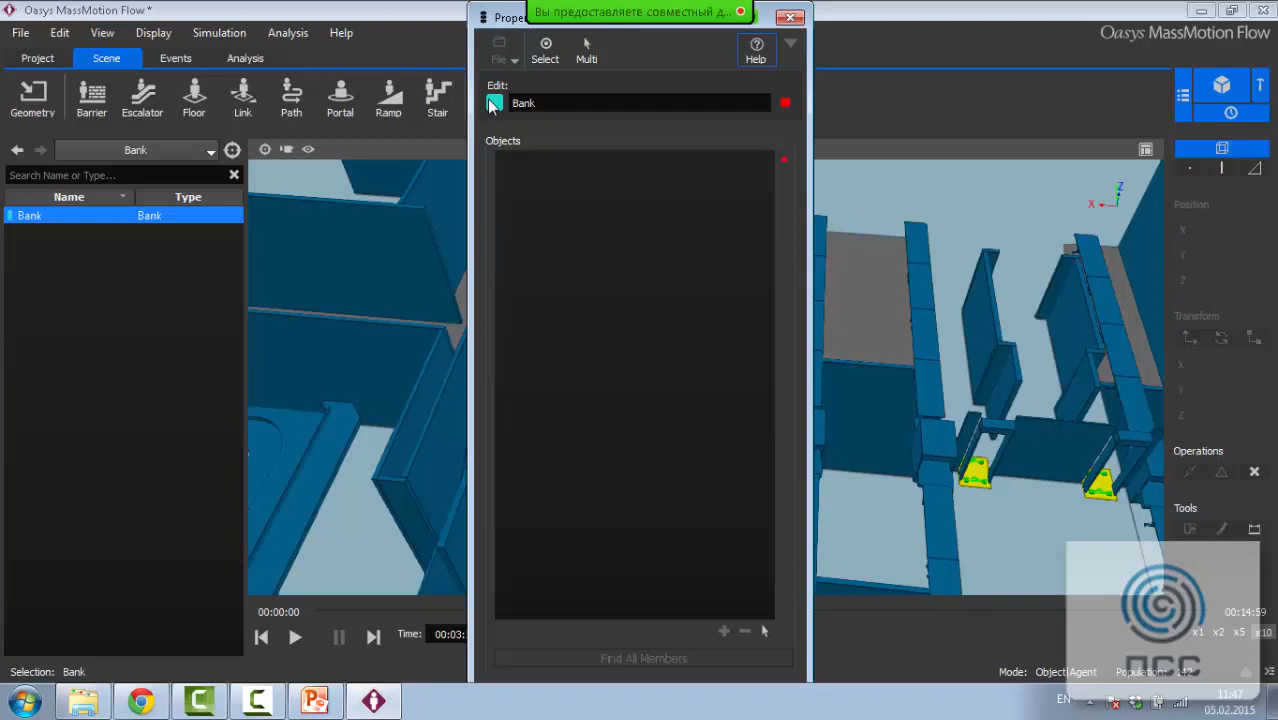 Oasys MassMotion Flow *
Proper
Вы предоставляете совместный д...
File Edit View Display Simulation Analysis Help
Oasys MassMotion Flow
Project Scene Events Analysis
File Select Multi Help
Geometry Barrier Escalator Floor Link Path Portal Ramp Stair
Edit:
Bank
Bank
Objects
Search Name or Type...
Name Type
Bank Bank
Z
X
Position
X
Y
Z
Transform
X
Y
Z
Operations
Tools
00:00:00
00:14:59
Time: 00:03:
x1 x2 x5 x10
Find All Members
Selection: Bank
Mode: Object|Agent Population: 142
ПСС
EN
11:47
05.02.2015